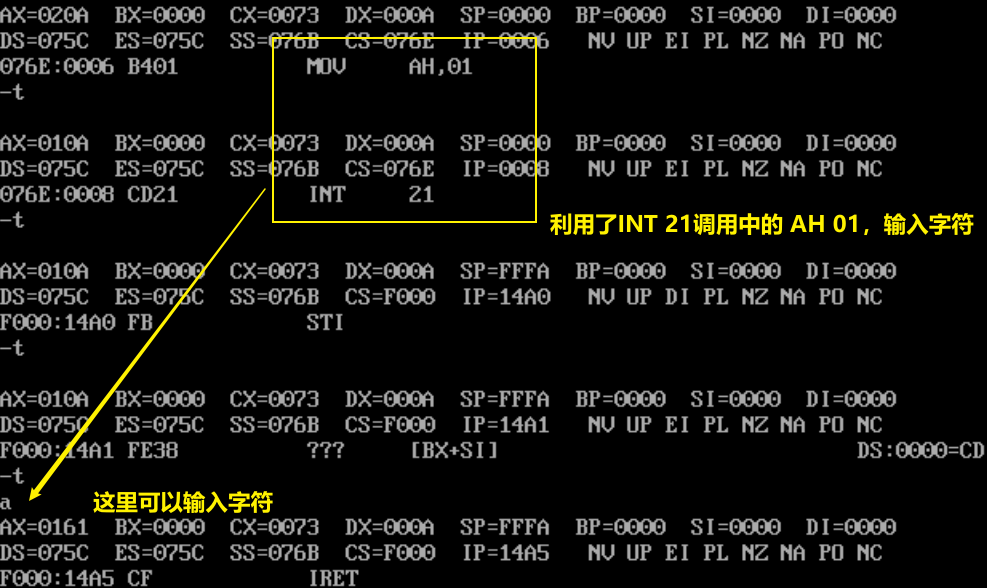 AX=020A BX=0000 CX=0073 DX=000A SP=0000 BP=0000 SI=0000 DI=0000
DS=075C ES=075C SS=076B CS=076E IP=0006 NV UP EI PL NZ NA PO NC
076E:0006 B401 MOV AH,01
-t
AX=010A BX=0000 CX=0073 DX=000A SP=0000 BP=0000 SI=0000 DI=0000
DS=075C ES=075C SS=076B CS=076E IP=0008 NV UP EI PL NZ NA PO NC
076E:0008 CD21 INT 21
-t
利用了INT 21调用中的 AH 01，输入字符
AX=010A BX=0000 CX=0073 DX=000A SP=FFFA BP=0000 SI=0000 DI=0000
DS=075C ES=075C SS=076B CS=F000 IP=14A0 NV UP DI PL NZ NA PO NC
F000:14A0 FB STI
-t
AX=010A BX=0000 CX=0073 DX=000A SP=FFFA BP=0000 SI=0000 DI=0000
DS=075C ES=075C SS=076B CS=F000 IP=14A1 NV UP EI PL NZ NA PO NC
F000:14A1 FE38 ??? [BX+SI] DS:0000=CD
-t
a
这里可以输入字符
AX=0161 BX=0000 CX=0073 DX=000A SP=FFFA BP=0000 SI=0000 DI=0000
DS=075C ES=075C SS=076B CS=F000 IP=14A5 NV UP EI PL NZ NA PO NC
F000:14A5 CF IRET